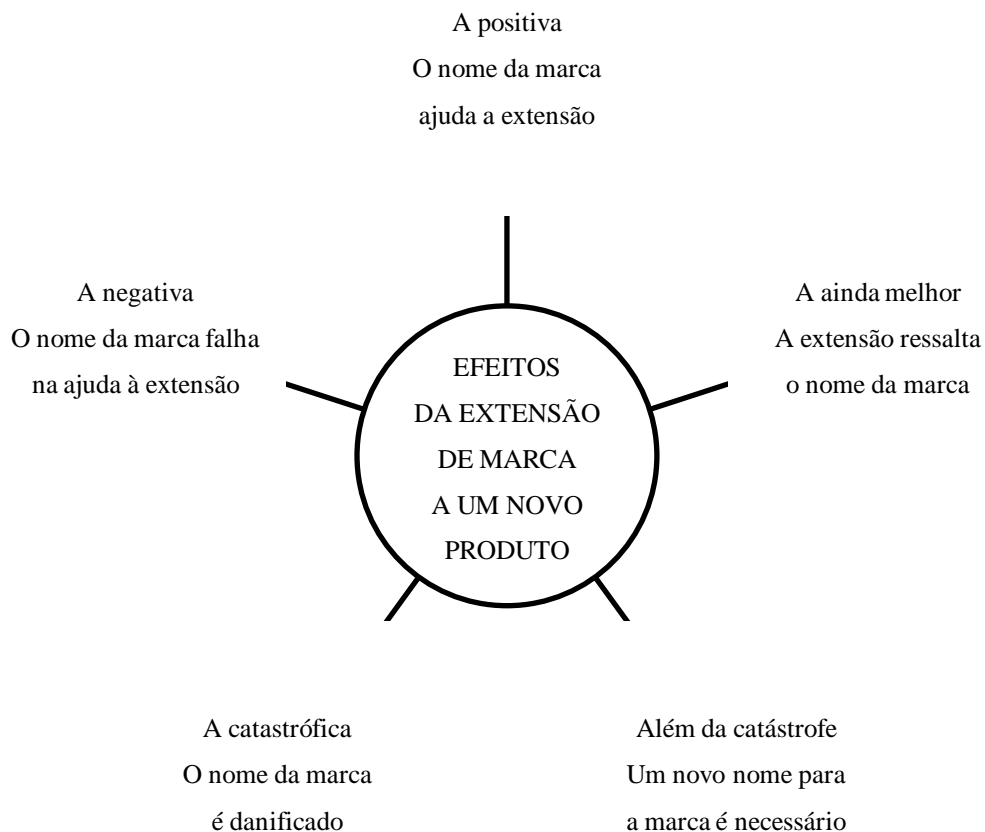 A positiva
O nome da marca
ajuda a extensão
A negativa
O nome da marca falha
na ajuda à extensão
A ainda melhor
A extensão ressalta
o nome da marca
EFEITOS
DA EXTENSÃO
DE MARCA
A UM NOVO
PRODUTO
A catastrófica
O nome da marca
é danificado
Além da catástrofe
Um novo nome para
a marca é necessário